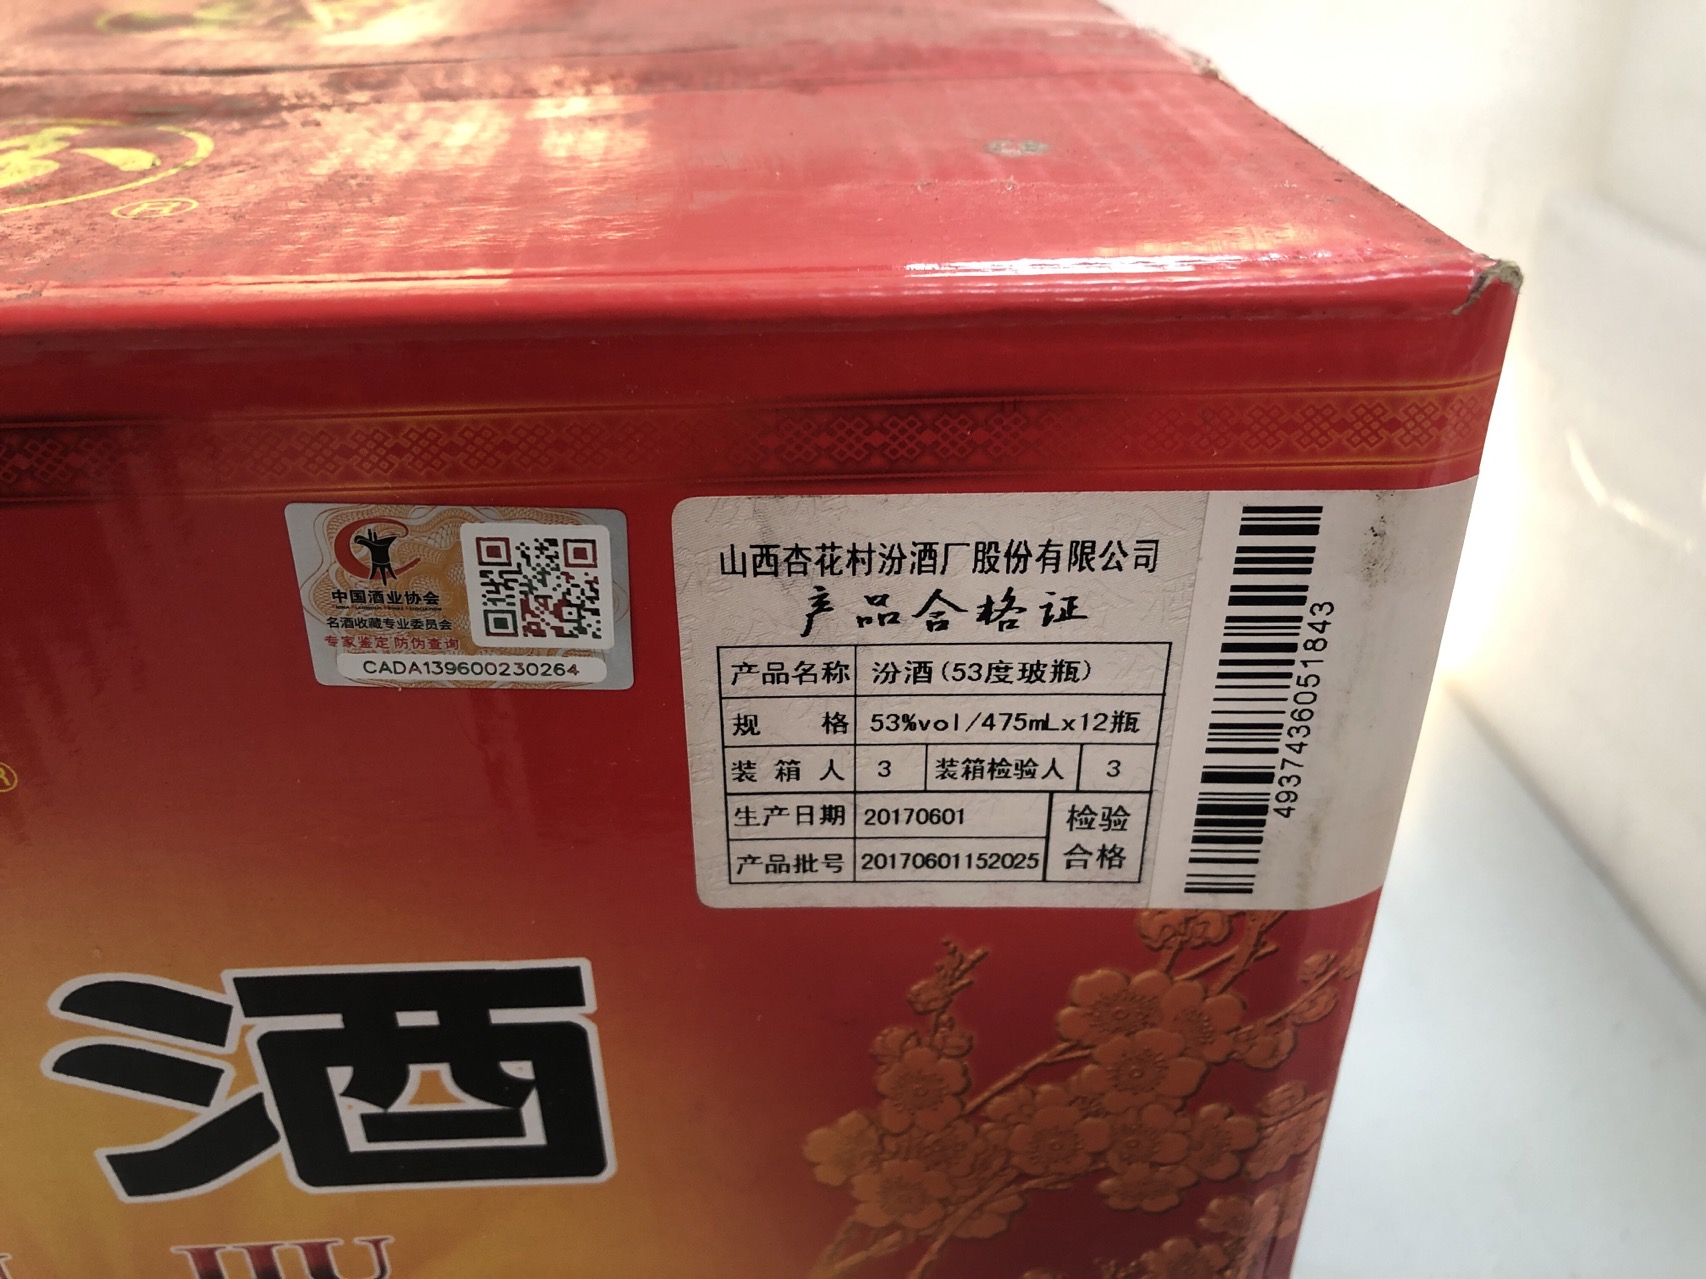 ®
中国酒业协会
名酒收藏专业委员会
专家鉴定 防伪查询
CADA139600230264
山西杏花村汾酒厂股份有限公司
产品合格证
产品名称 汾酒(53度玻瓶)
规 格 53%vol/475mLx12瓶
装箱人 3 装箱检验人 3
生产日期 20170601 检验
产品批号 20170601152025 合格
4937436051843
®
酒
JIU